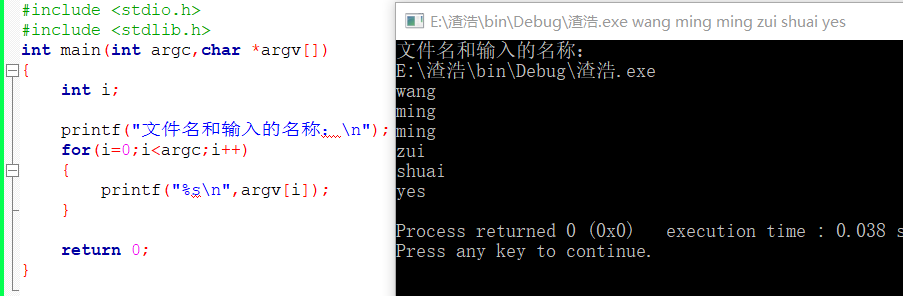 #include <stdio.h>
#include <stdlib.h>
int main(int argc,char *argv[])
{
int i;
printf("文件名和输入的名称：\n");
for(i=0;i<argc;i++)
{
printf("%s\n",argv[i]);
}
return 0;
}
E:\渣浩\bin\Debug\渣浩.exe wang ming ming zui shuai yes
文件名和输入的名称：
E:\渣浩\bin\Debug\渣浩.exe
wang
ming
ming
zui
shuai
yes
Process returned 0 (0x0)   execution time : 0.038 s
Press any key to continue.